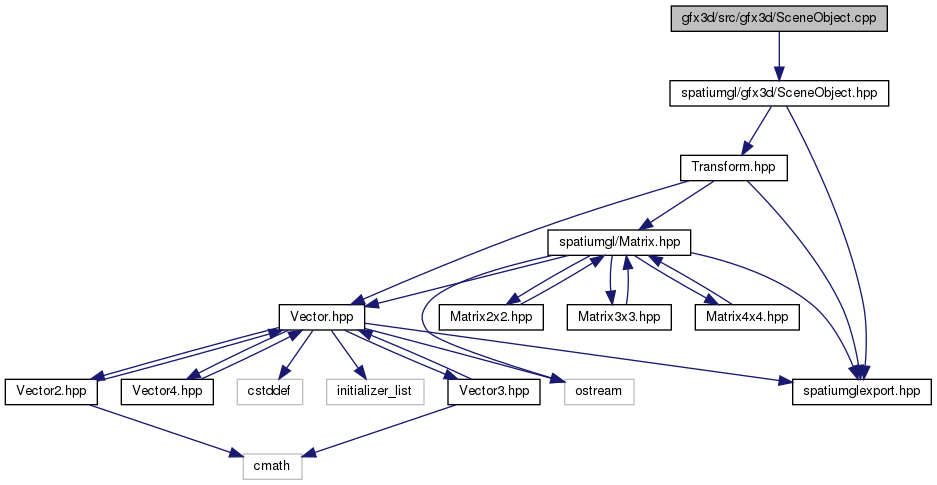 gfx3d/src/gfx3d/SceneObject.cpp
spatiumgl/gfx3d/SceneObject.hpp
Transform.hpp
spatiumgl/Matrix.hpp
Vector.hpp
Matrix2x2.hpp
Matrix3x3.hpp
Matrix4x4.hpp
Vector2.hpp
Vector4.hpp
cstddef
initializer_list
Vector3.hpp
ostream
spatiumglexport.hpp
cmath